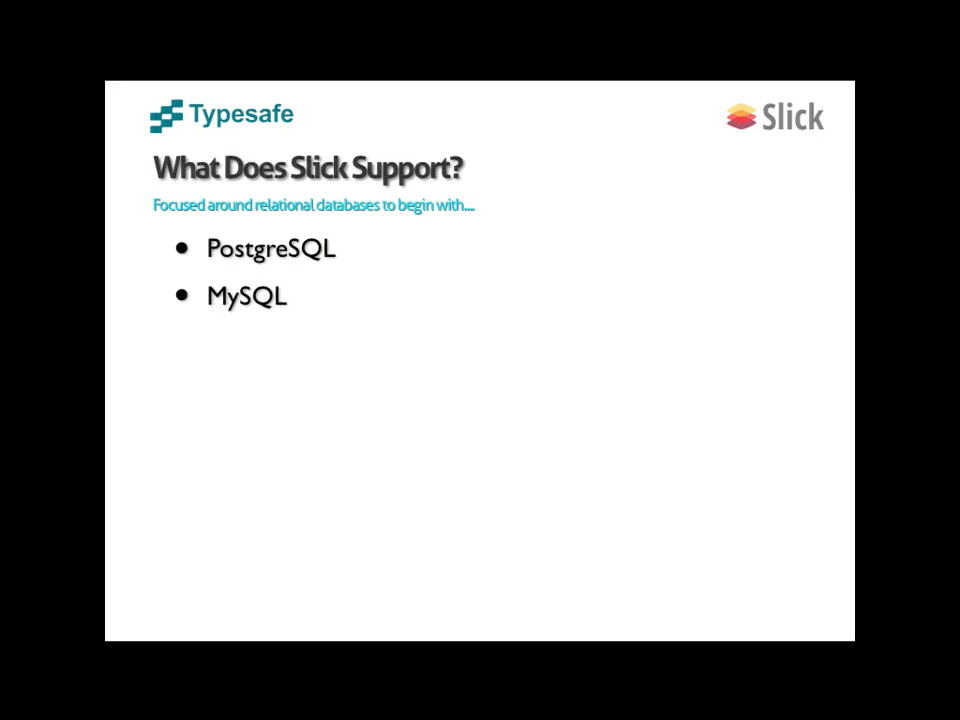 Typesafe
Slick
What Does Slick Support?
Focused around relational databases to begin with....
• PostgreSQL
• MySQL